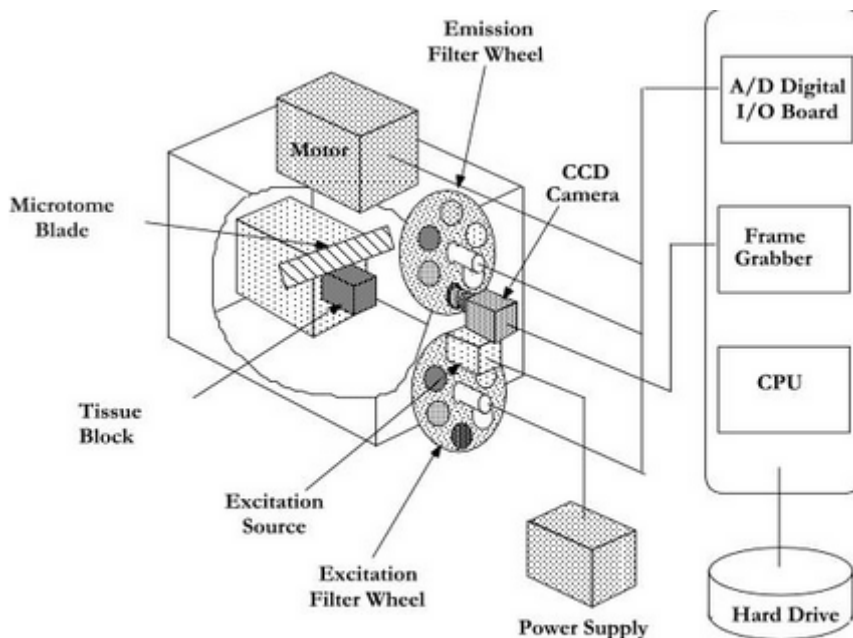 Emission
Filter Wheel
A/D Digital
I/O Board
Motor
CCD
Camera
Microtome
Blade
Frame
Grabber
CPU
Tissue
Block
Excitation
Source
Excitation
Filter Wheel
Power Supply
Hard Drive